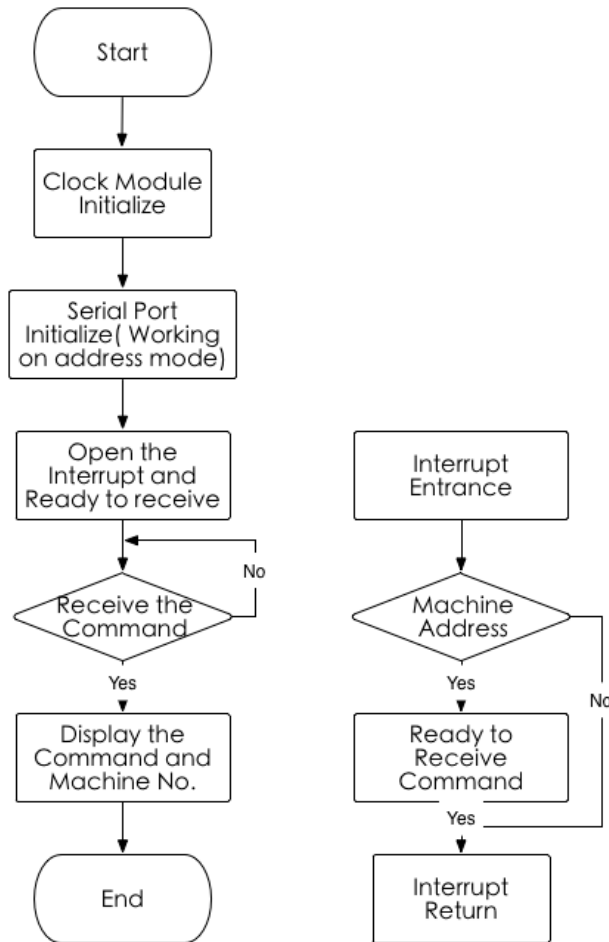 Start
Clock Module
Initialize
Serial Port
Initialize( Working
on address mode)
Open the
Interrupt and
Ready to receive
No
Receive the
Command
Yes
Display the
Command and
Machine No.
End
Interrupt
Entrance
Machine
Address
Yes
No
Ready to
Receive
Command
Yes
Interrupt
Return